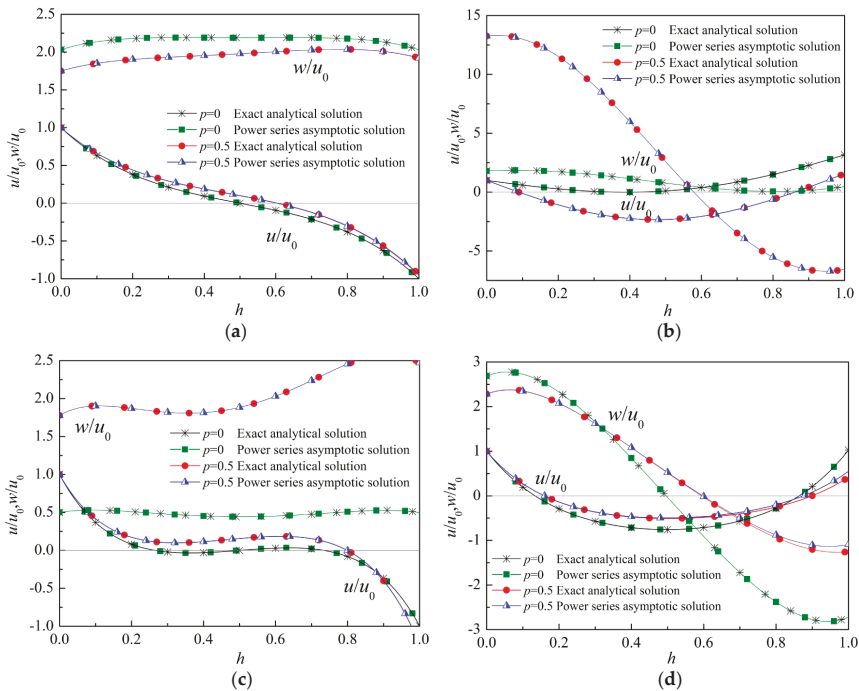 (a)
u/u0,w/u0
2.5
2.0
1.5
1.0
0.5
0.0
-0.5
-1.0
w/u0
p=0 Exact analytical solution
p=0 Power series asymptotic solution
p=0.5 Exact analytical solution
p=0.5 Power series asymptotic solution
u/u0
0.0 0.2 0.4 0.6 0.8 1.0
h
(b)
u/u0,w/u0
15
10
5
0
-5
p=0 Exact analytical solution
p=0 Power series asymptotic solution
p=0.5 Exact analytical solution
p=0.5 Power series asymptotic solution
w/u0
u/u0
0.0 0.2 0.4 0.6 0.8 1.0
h
(c)
u/u0,w/u0
2.5
2.0
1.5
1.0
0.5
0.0
-0.5
-1.0
w/u0
p=0 Exact analytical solution
p=0 Power series asymptotic solution
p=0.5 Exact analytical solution
p=0.5 Power series asymptotic solution
u/u0
0.0 0.2 0.4 0.6 0.8 1.0
h
(d)
u/u0,w/u0
3
2
1
0
-1
-2
-3
w/u0
u/u0
p=0 Exact analytical solution
p=0 Power series asymptotic solution
p=0.5 Exact analytical solution
p=0.5 Power series asymptotic solution
0.0 0.2 0.4 0.6 0.8 1.0
h